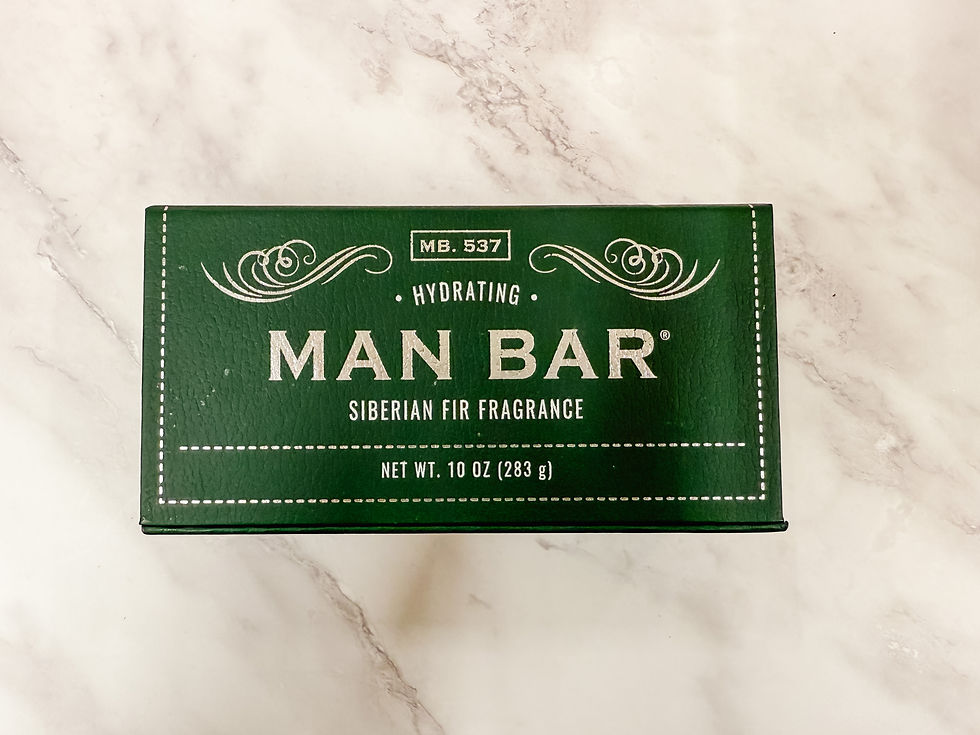 MB. 537
• HYDRATING •
MAN BAR®
SIBERIAN FIR FRAGRANCE
NET WT. 10 OZ (283 g)